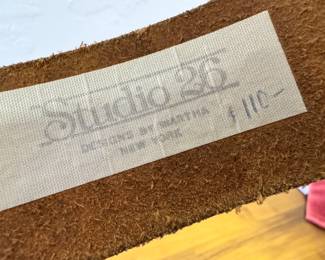 Studio 26
DESIGNS BY MARTHA
NEW YORK
$110—